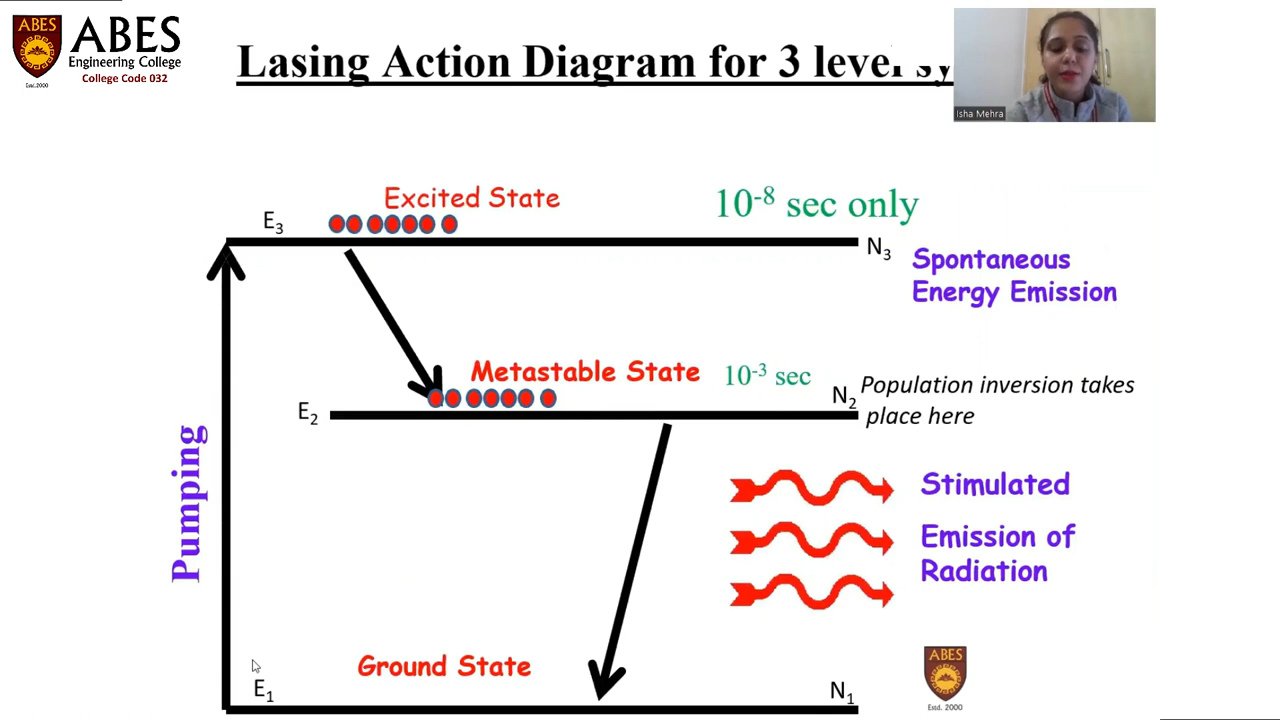 ABES
ABES
Engineering College
College Code 032
Estd.2000
Lasing Action Diagram for 3 level sy
Isha Mehra
Excited State
10-8 sec only
E3
N3
Spontaneous
Energy Emission
Metastable State
10-3 sec
N2
Population inversion takes
place here
E2
Pumping
Stimulated
Emission of
Radiation
Ground State
E1
N1
ABES
Estd. 2000